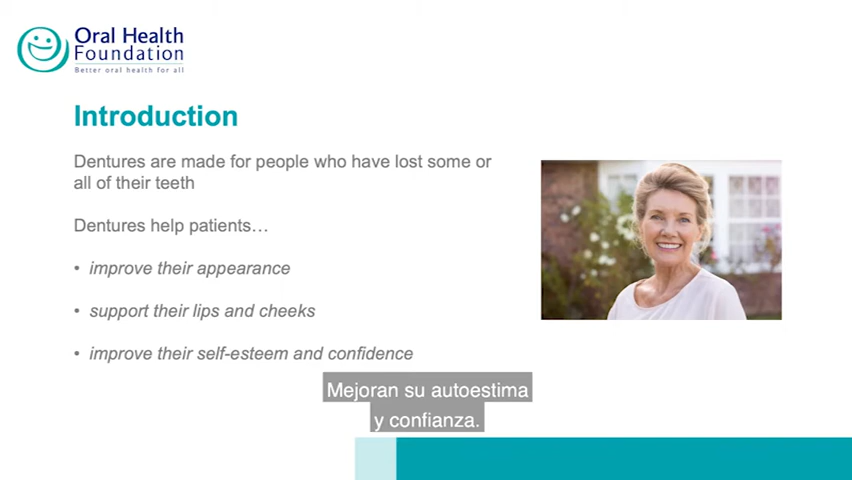 Oral Health
Foundation
Better oral health for all
Introduction
Dentures are made for people who have lost some or
all of their teeth
Dentures help patients…
• improve their appearance
• support their lips and cheeks
• improve their self-esteem and confidence
Mejoran su autoestima
y confianza.